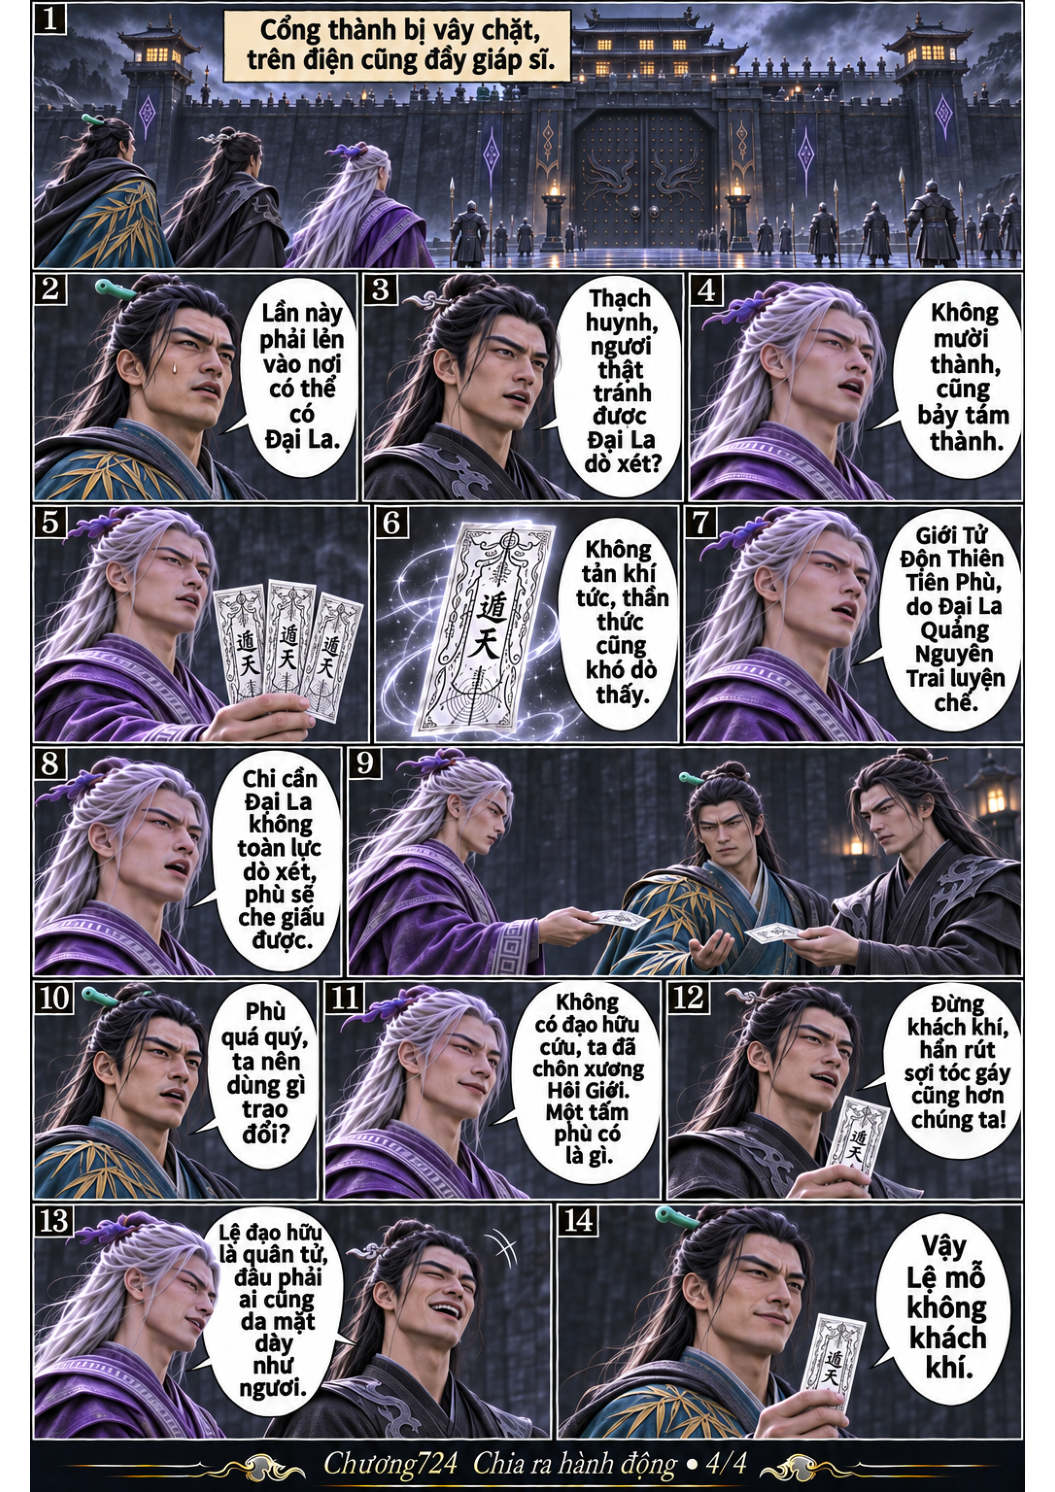 1
Cổng thành bị vây chặt,
trên điện cũng đầy giáp sĩ.
2
Lần này
phải lẻn
vào nơi
có thể
có
Đại La.
3
Thạch
huynh,
ngươi
thật
tránh
được
Đại La
dò xét?
4
Không
mười
thành,
cũng
bảy tám
thành.
5
遁天
遁天
遁天
6
遁天
Không
tản khí
tức, thần
thức
cũng
khó dò
thấy.
7
Giới Tử
Độn Thiên
Tiên Phù,
do Đại La
Quảng
Nguyên
Trai luyện
chế.
8
Chi cần
Đại La
không
toàn lực
dò xét,
phù sẽ
che giấu
được.
9
10
Phù
quá quý,
ta nên
dùng gì
trao
đổi?
11
Không
có đạo hữu
cứu, ta đã
chôn xương
Hôi Giới.
Một tấm
phù có
là gì.
12
Đừng
khách khí,
hắn rút
sợi tóc gáy
cũng hơn
chúng ta!
遁天
13
Lệ đạo hữu
là quân tử,
đâu phải
ai cũng
da mặt
dày
như
ngươi.
14
Vậy
Lệ mỗ
không
khách
khí.
遁天
Chương724 Chia ra hành động • 4/4